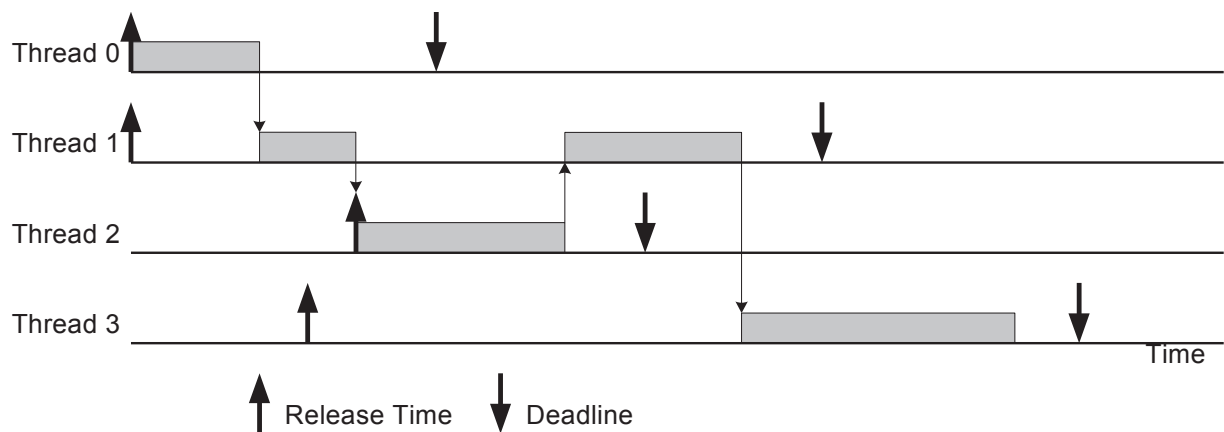 Thread 0
Thread 1
Thread 2
Thread 3
Time
Release Time
Deadline